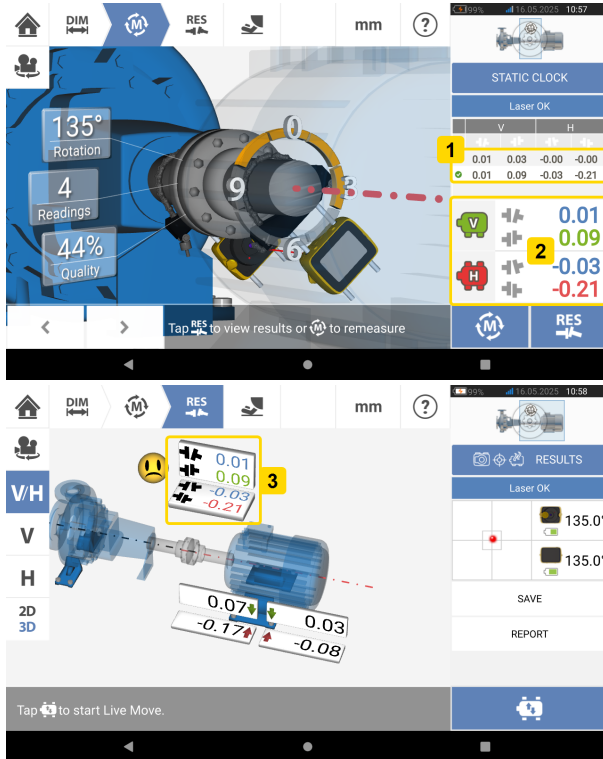 DIM
M
RES
mm
?
99%
16.05.2025 10:57
135°
Rotation
4
Readings
44%
Quality
0
3
6
9
STATIC CLOCK
Laser OK
V H
1
0.01 0.03 -0.00 -0.00
0.01 0.09 -0.03 -0.21
V
0.01
0.09
2
H
-0.03
-0.21
Tap RES to view results or M to remeasure
M
RES
DIM
M
RES
mm
?
99%
16.05.2025 10:58
V/H
V
H
2D
3D
0.01
0.09
-0.03
-0.21
3
0.07
0.03
-0.17
-0.08
RESULTS
Laser OK
135.0°
135.0°
SAVE
REPORT
Tap to start Live Move.